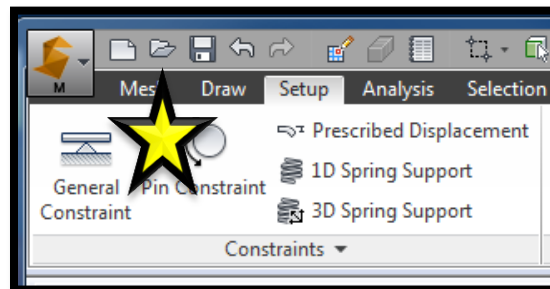 M
Mes Draw Setup Analysis Selection
General Constraint
Pin Constraint
Prescribed Displacement
1D Spring Support
3D Spring Support
Constraints